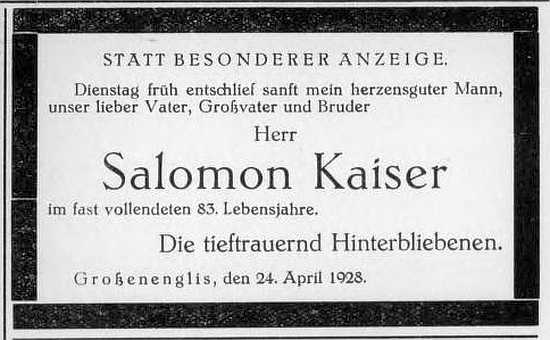 STATT BESONDERER ANZEIGE.
Dienstag früh entschlief sanft mein herzensguter Mann,
unser lieber Vater, Großvater und Bruder
Herr
Salomon Kaiser
im fast vollendeten 83. Lebensjahre.
Die tieftrauernd Hinterbliebenen.
Großenenglis, den 24. April 1928.